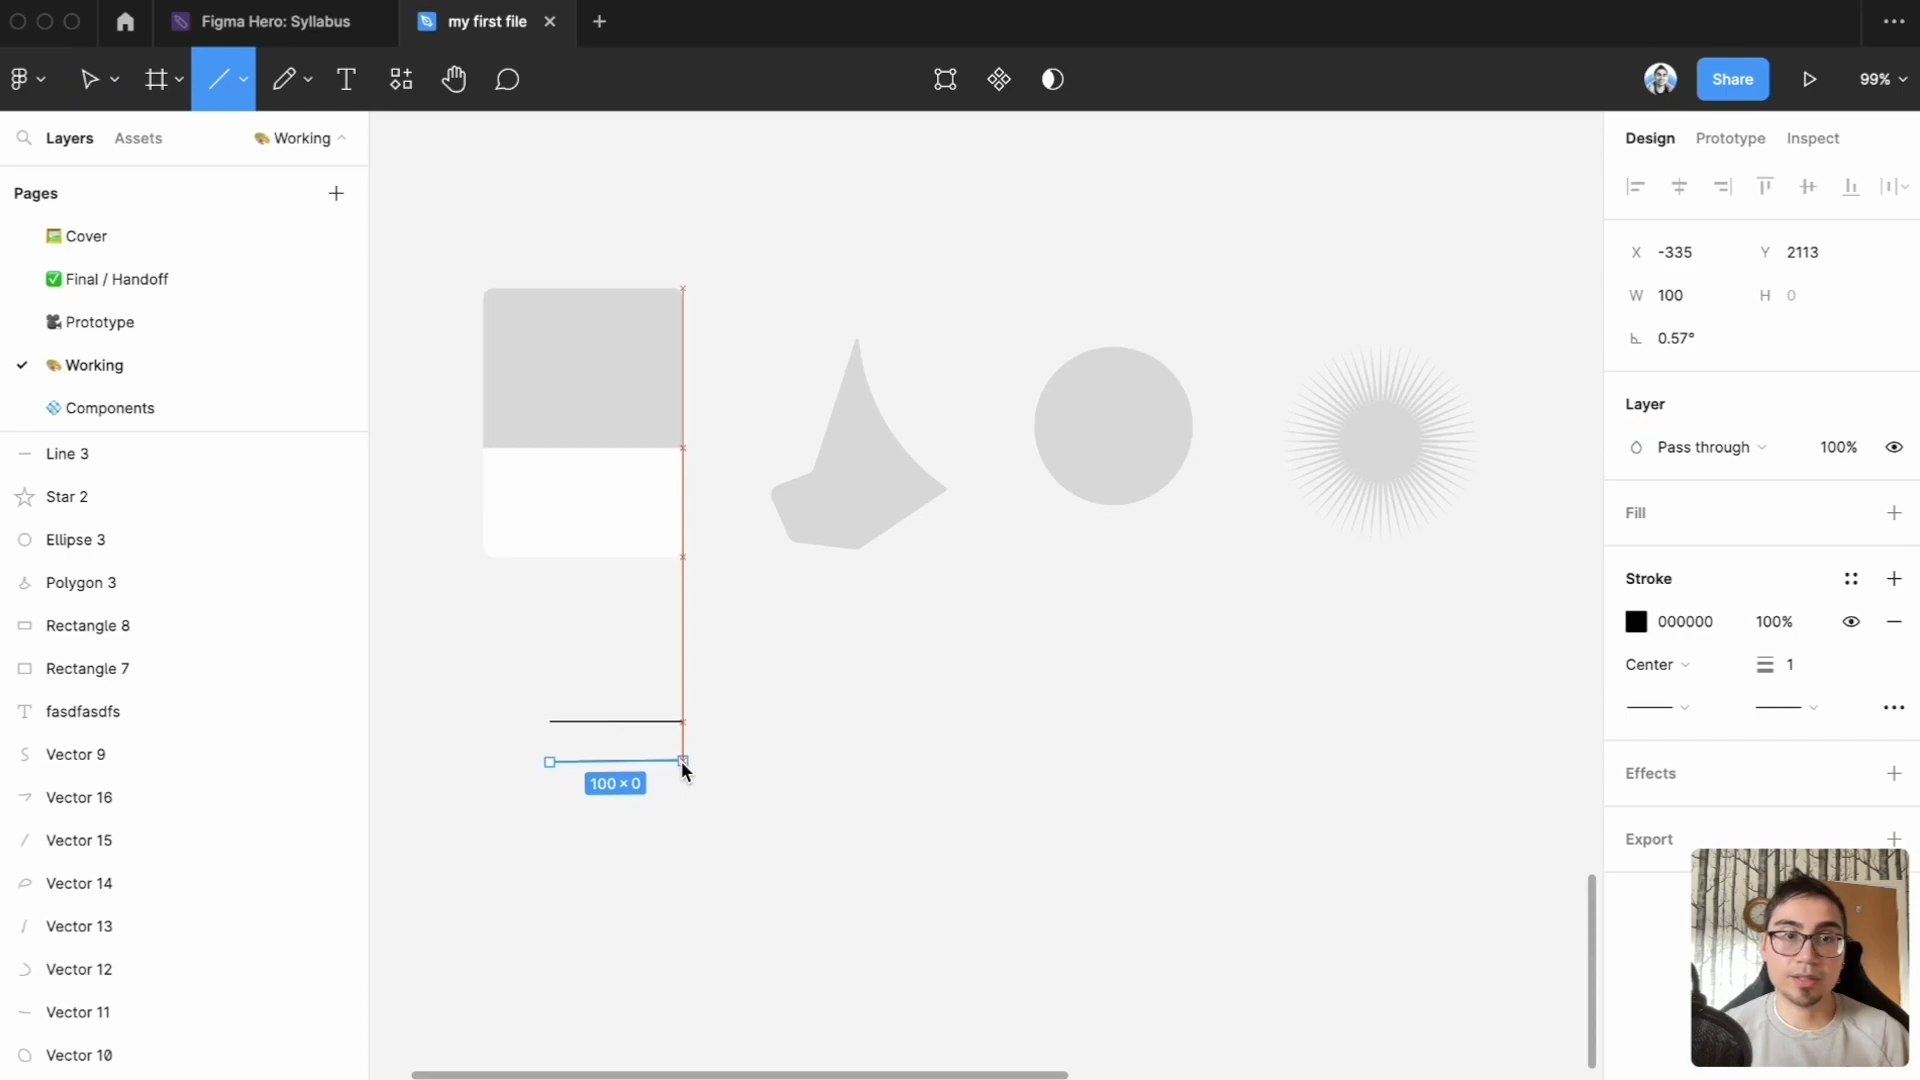 Figma Hero: Syllabus
my first file
Share
99%
Layers
Assets
🎨 Working
Design
Prototype
Inspect
Pages
🖼️ Cover
✅ Final / Handoff
🎥 Prototype
🎨 Working
💠 Components
Line 3
Star 2
Ellipse 3
Polygon 3
Rectangle 8
Rectangle 7
fasdfasdfs
Vector 9
Vector 16
Vector 15
Vector 14
Vector 13
Vector 12
Vector 11
Vector 10
100 × 0
X -335 Y 2113
W 100 H 0
0.57°
Layer
Pass through 100%
Fill
Stroke
000000 100%
Center 1
Effects
Export